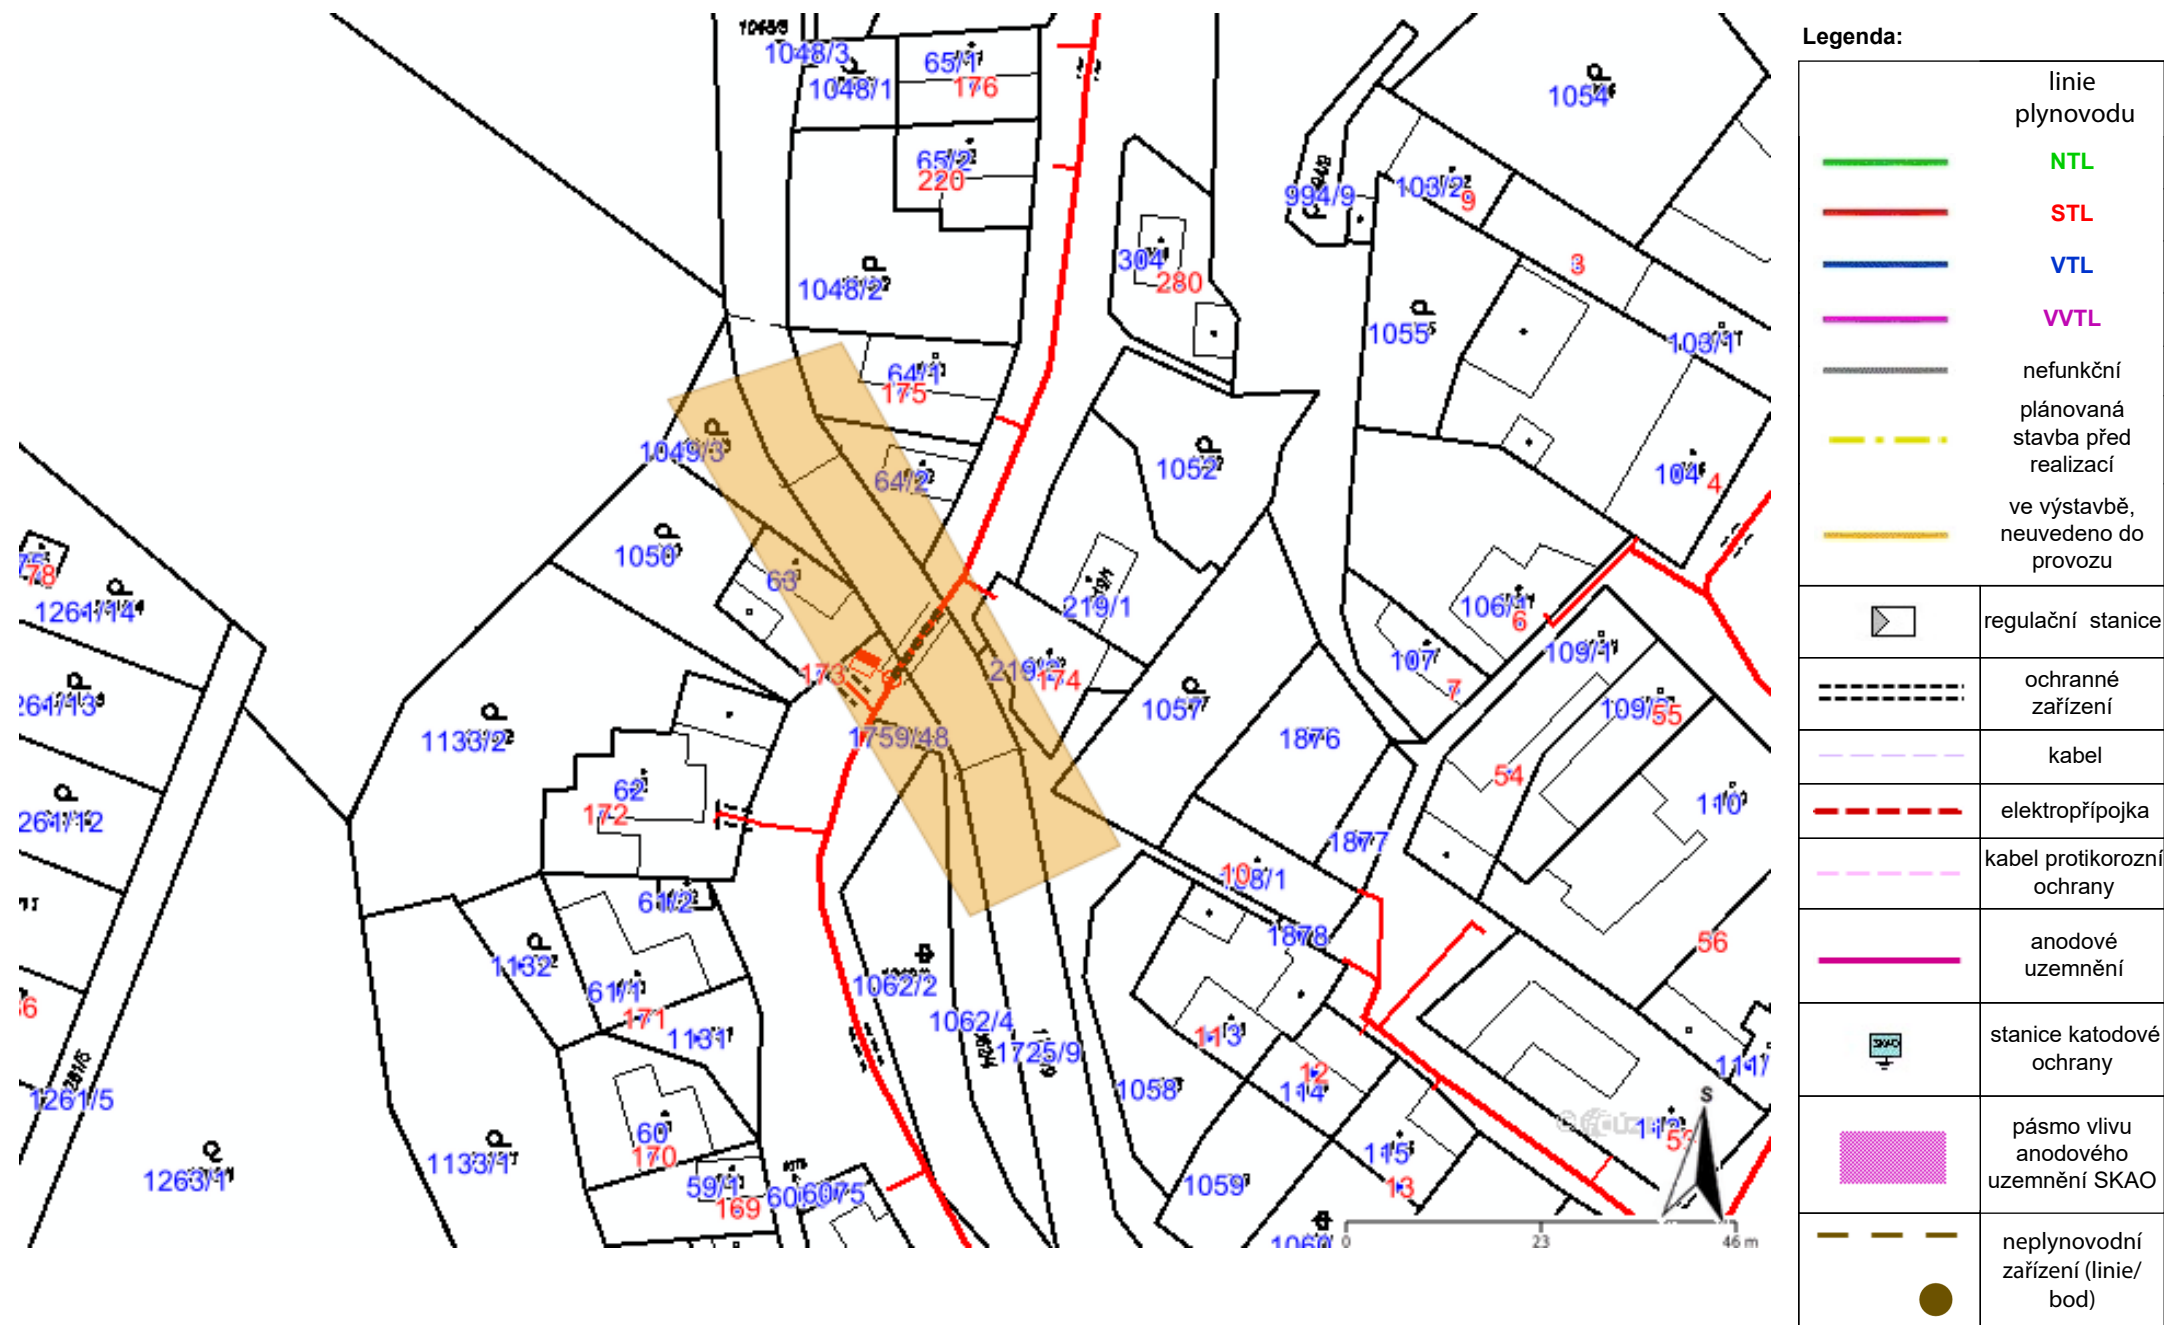 1048/3
1048/1
65/1
176
65/2
220
1048/2
304
280
994/9
103/2
9
1054
3
1055
103/1
64/1
175
1049/3
64/2
1052
104
4
1050
63
78
1261/14
219/1
106/1
6
107
7
109/1
173
219/2
174
1057
109/2
55
1133/2
1759/48
1876
54
62
172
110
1877
10
108/1
61/2
1878
56
1132
61/1
171
1131
1062/2
1062/4
1725/9
113
12
114
1058
111/
1261/5
60
170
1133/1
1263/1
59/1
169
6075
1059
115
13
S
0
23
46 m
Legenda:
linie
plynovodu
NTL
STL
VTL
VVTL
nefunkční
plánovaná
stavba před
realizací
ve výstavbě,
neuvedeno do
provozu
regulační stanice
ochranné
zařízení
kabel
elektropřípojka
kabel protikorozní
ochrany
anodové
uzemnění
SKAO
stanice katodové
ochrany
pásmo vlivu
anodového
uzemnění SKAO
neplynovodní
zařízení (linie/
bod)